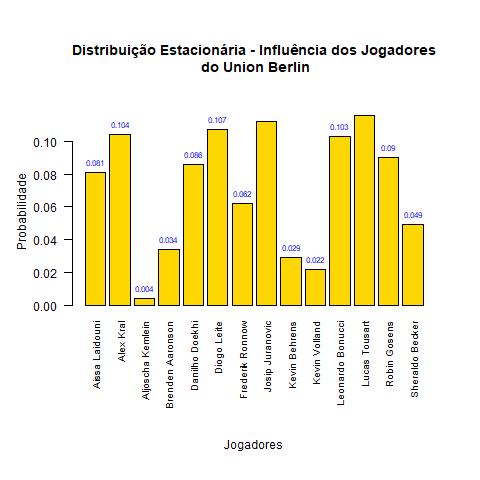 Distribuição Estacionária - Influência dos Jogadores
do Union Berlin
Probabilidade
0.10
0.08
0.06
0.04
0.02
0.00
0.081
0.104
0.004
0.034
0.086
0.107
0.062
0.029
0.022
0.103
0.09
0.049
Aissa Laidouni
Alex Kral
Aljoscha Kemlein
Brenden Aaronson
Danilho Doekhi
Diogo Leite
Frederik Ronnow
Josip Juranovic
Kevin Behrens
Kevin Volland
Leonardo Bonucci
Lucas Tousart
Robin Gosens
Sheraldo Becker
Jogadores